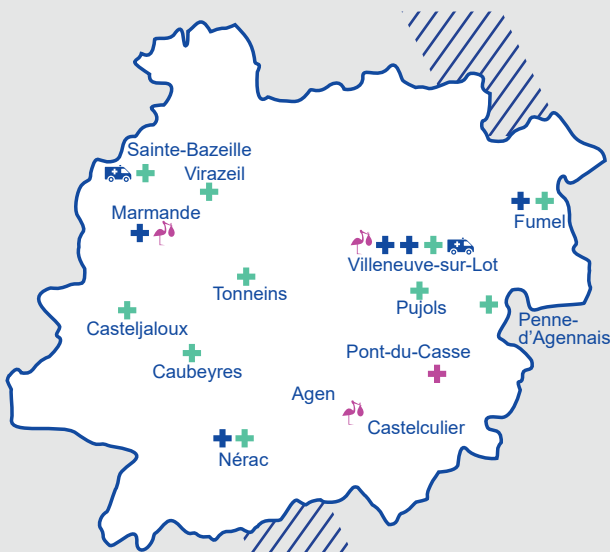 Sainte-Bazeille
Virazeil
Marmande
Fumel
Villeneuve-sur-Lot
Tonneins
Pujols
Casteljaloux
Penne-
d'Agennais
Caubeyres
Pont-du-Casse
Agen
Castelculier
Nérac